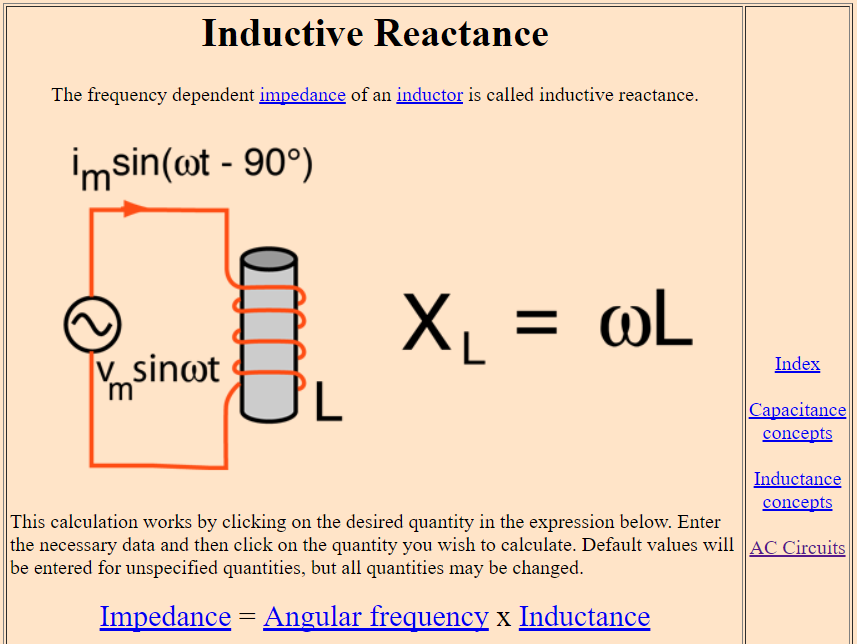 Inductive Reactance
The frequency dependent impedance of an inductor is called inductive reactance.
iₘsin(ωt - 90°)
X_L = ωL
vₘsinωt
L
This calculation works by clicking on the desired quantity in the expression below. Enter
the necessary data and then click on the quantity you wish to calculate. Default values will
be entered for unspecified quantities, but all quantities may be changed.
Impedance = Angular frequency x Inductance
Index
Capacitance
concepts
Inductance
concepts
AC Circuits